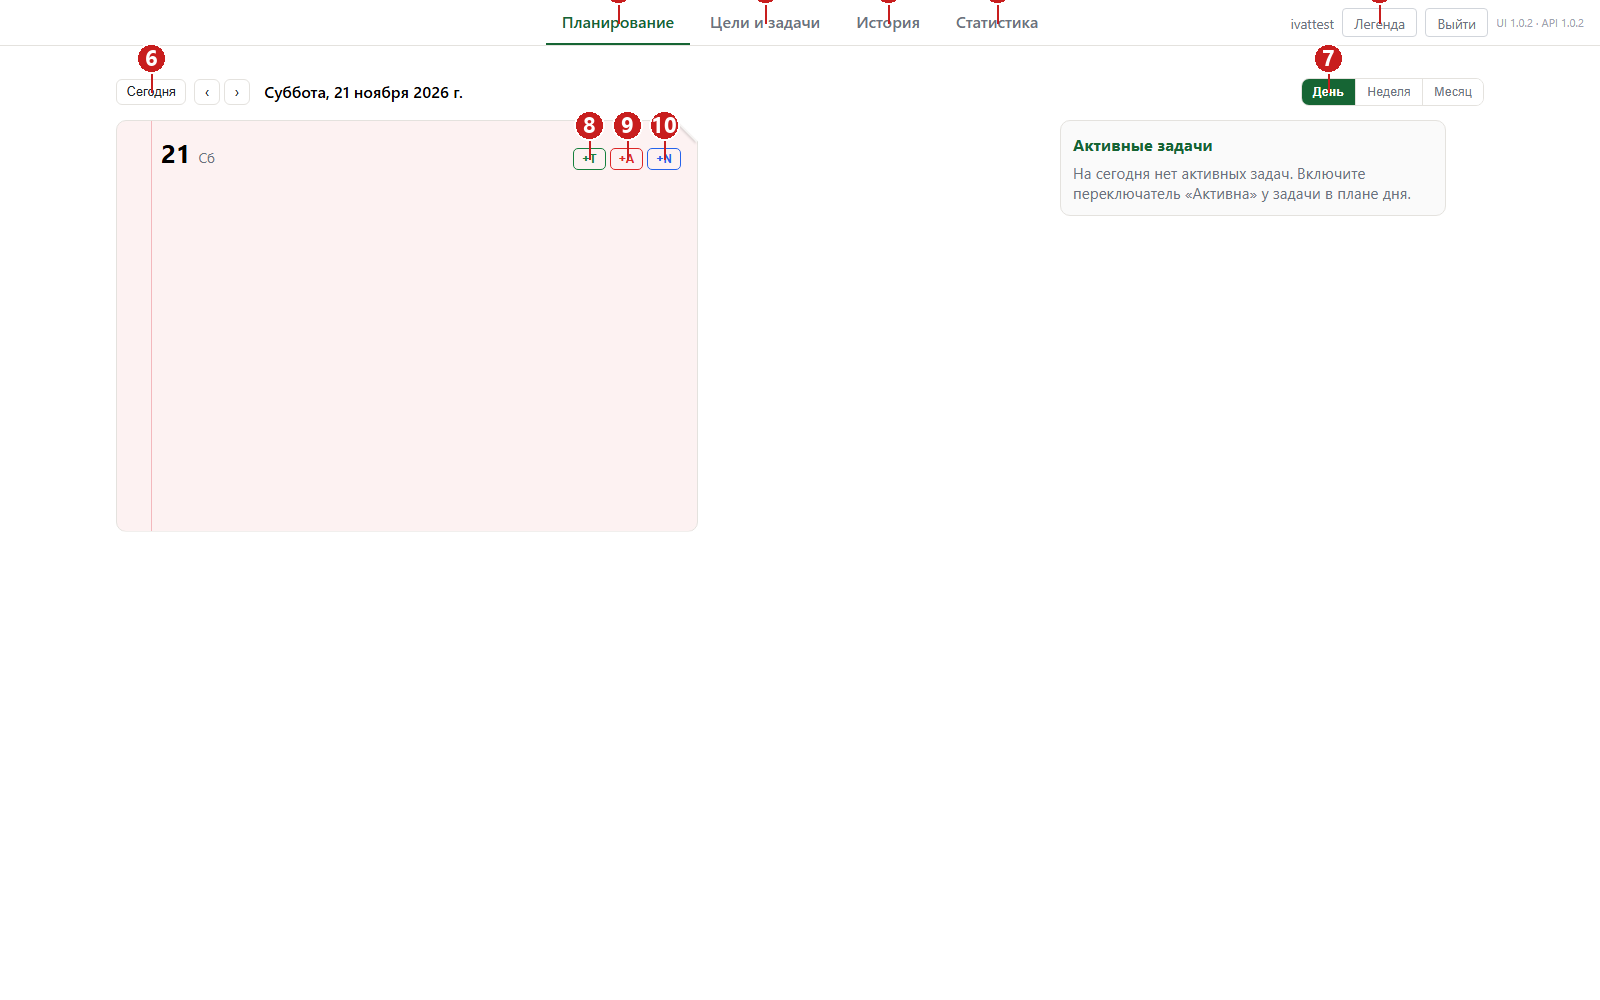 Планирование Цели и задачи История Статистика ivattest Легенда Выйти UI 1.0.2 · API 1.0.2
6 7
Сегодня ‹ › Суббота, 21 ноября 2026 г. День Неделя Месяц
8 9 10
21 Сб +T +A +N
Активные задачи
На сегодня нет активных задач. Включите
переключатель «Активна» у задачи в плане дня.